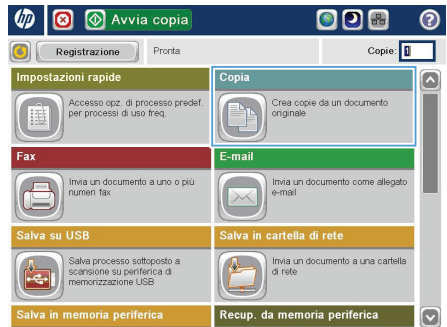 hp
Avvia copia
?
Registrazione
Pronta
Copie: 1
Impostazioni rapide
Accesso opz. di processo predef.
per processi di uso freq.
Copia
Crea copie da un documento
originale
Fax
Invia un documento a uno o più
numeri fax
E-mail
Invia un documento come allegato
e-mail
Salva su USB
Salva processo sottoposto a
scansione su periferica di
memorizzazione USB
Salva in cartella di rete
Invia un documento a una cartella
di rete
Salva in memoria periferica
Recup. da memoria periferica